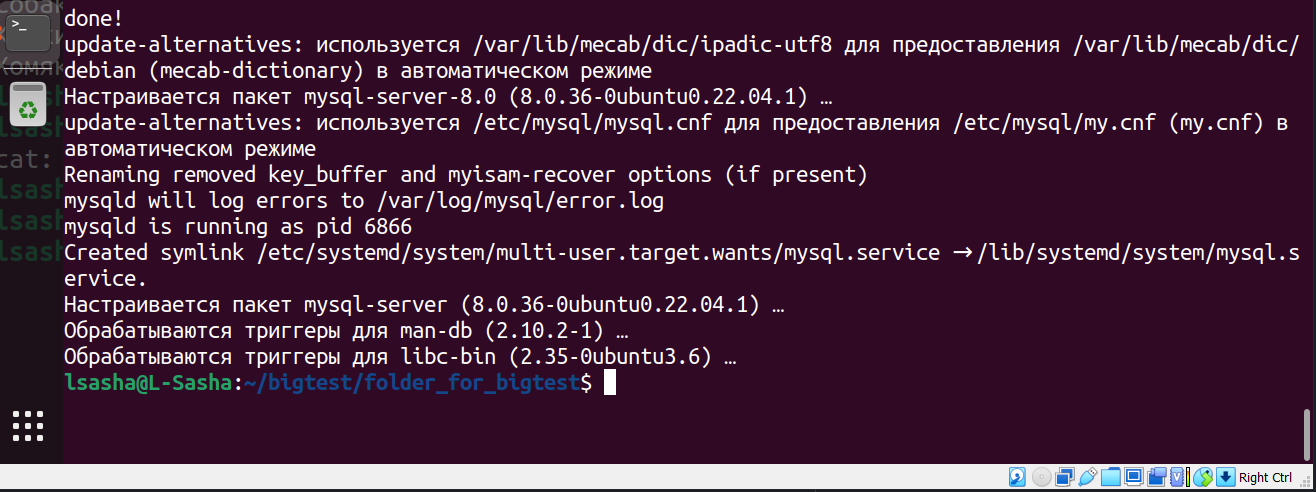 done!
update-alternatives: используется /var/lib/mecab/dic/ipadic-utf8 для предоставления /var/lib/mecab/dic/
debian (mecab-dictionary) в автоматическом режиме
Настраивается пакет mysql-server-8.0 (8.0.36-0ubuntu0.22.04.1) …
update-alternatives: используется /etc/mysql/mysql.cnf для предоставления /etc/mysql/my.cnf (my.cnf) в
автоматическом режиме
Renaming removed key_buffer and myisam-recover options (if present)
mysqld will log errors to /var/log/mysql/error.log
mysqld is running as pid 6866
Created symlink /etc/systemd/system/multi-user.target.wants/mysql.service → /lib/systemd/system/mysql.s
ervice.
Настраивается пакет mysql-server (8.0.36-0ubuntu0.22.04.1) …
Обрабатываются триггеры для man-db (2.10.2-1) …
Обрабатываются триггеры для libc-bin (2.35-0ubuntu3.6) …
lsasha@L-Sasha:~/bigtest/folder_for_bigtest$
cat:
lsash
lsash
lsash
Right Ctrl